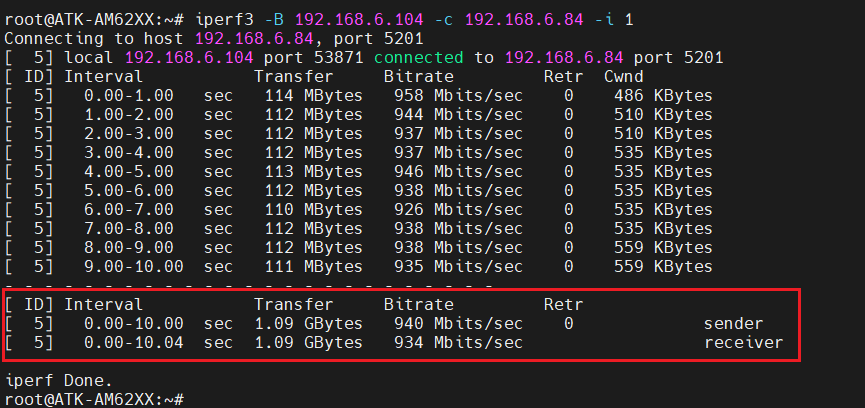 root@ATK-AM62XX:~# iperf3 -B 192.168.6.104 -c 192.168.6.84 -i 1
Connecting to host 192.168.6.84, port 5201
[  5] local 192.168.6.104 port 53871 connected to 192.168.6.84 port 5201
[ ID] Interval           Transfer     Bitrate         Retr  Cwnd
[  5]   0.00-1.00   sec   114 MBytes   958 Mbits/sec    0    486 KBytes
[  5]   1.00-2.00   sec   112 MBytes   944 Mbits/sec    0    510 KBytes
[  5]   2.00-3.00   sec   112 MBytes   937 Mbits/sec    0    510 KBytes
[  5]   3.00-4.00   sec   112 MBytes   937 Mbits/sec    0    535 KBytes
[  5]   4.00-5.00   sec   113 MBytes   946 Mbits/sec    0    535 KBytes
[  5]   5.00-6.00   sec   112 MBytes   938 Mbits/sec    0    535 KBytes
[  5]   6.00-7.00   sec   110 MBytes   926 Mbits/sec    0    535 KBytes
[  5]   7.00-8.00   sec   112 MBytes   938 Mbits/sec    0    535 KBytes
[  5]   8.00-9.00   sec   112 MBytes   938 Mbits/sec    0    559 KBytes
[  5]   9.00-10.00  sec   111 MBytes   935 Mbits/sec    0    559 KBytes
- - - - - - - - - - - - - - - - - - - - - - - - -
[ ID] Interval           Transfer     Bitrate         Retr
[  5]   0.00-10.00  sec  1.09 GBytes   940 Mbits/sec    0             sender
[  5]   0.00-10.04  sec  1.09 GBytes   934 Mbits/sec                  receiver
iperf Done.
root@ATK-AM62XX:~#